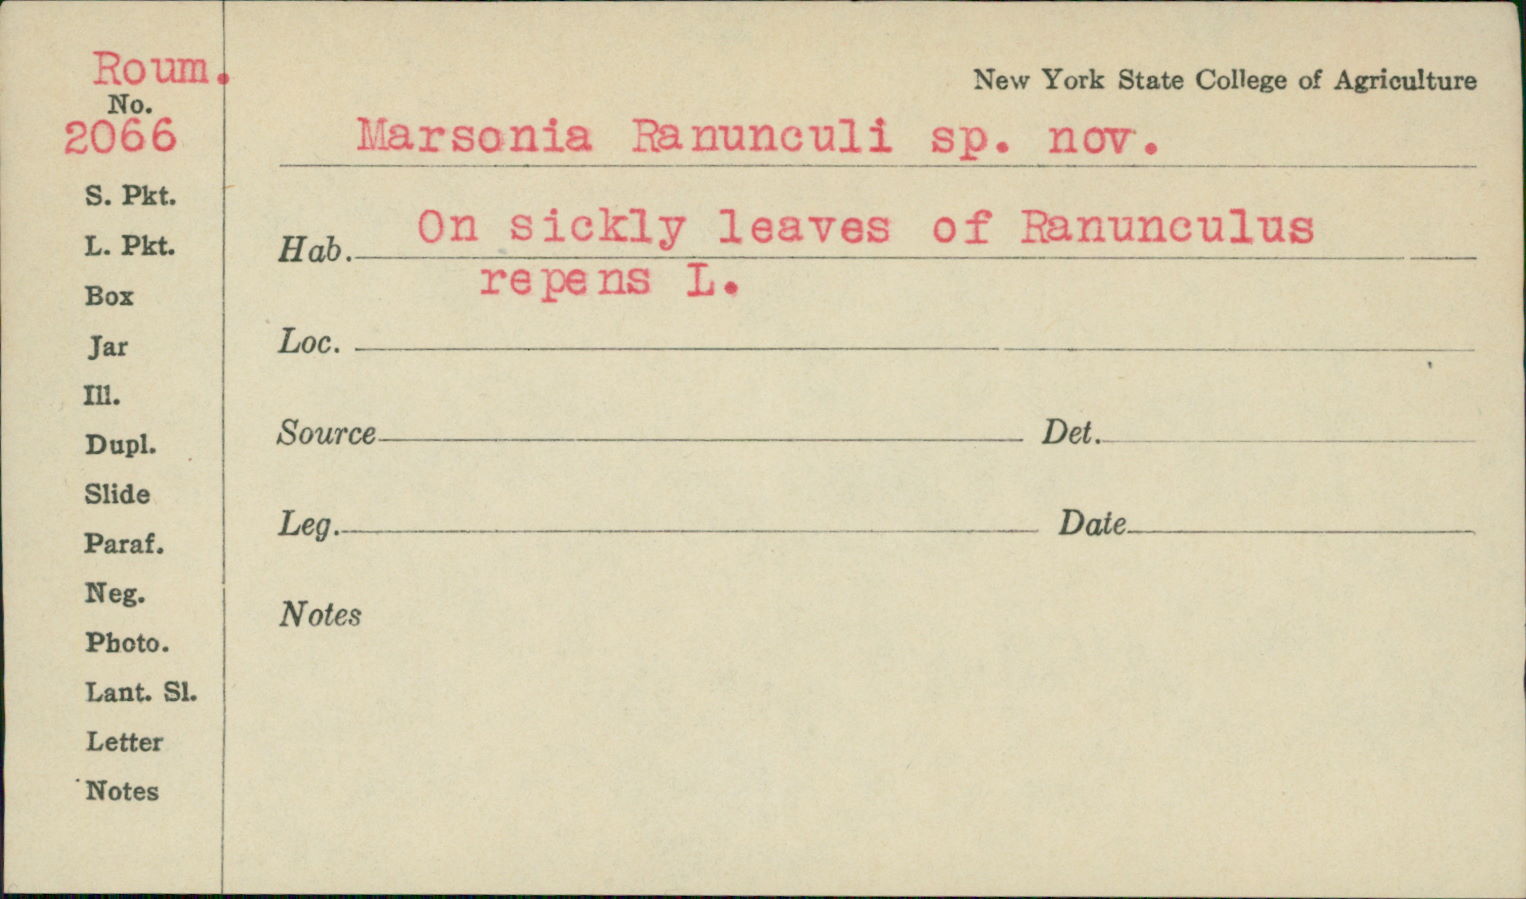 Roum.
No.
2066
S. Pkt.
L. Pkt.
Box
Jar
Ill.
Dupl.
Slide
Paraf.
Neg.
Photo.
Lant. Sl.
Letter
Notes
New York State College of Agriculture
Marsonia Ranunculi sp. nov.
Hab. On sickly leaves of Ranunculus
repens L.
Loc.
Source Det.
Leg. Date
Notes